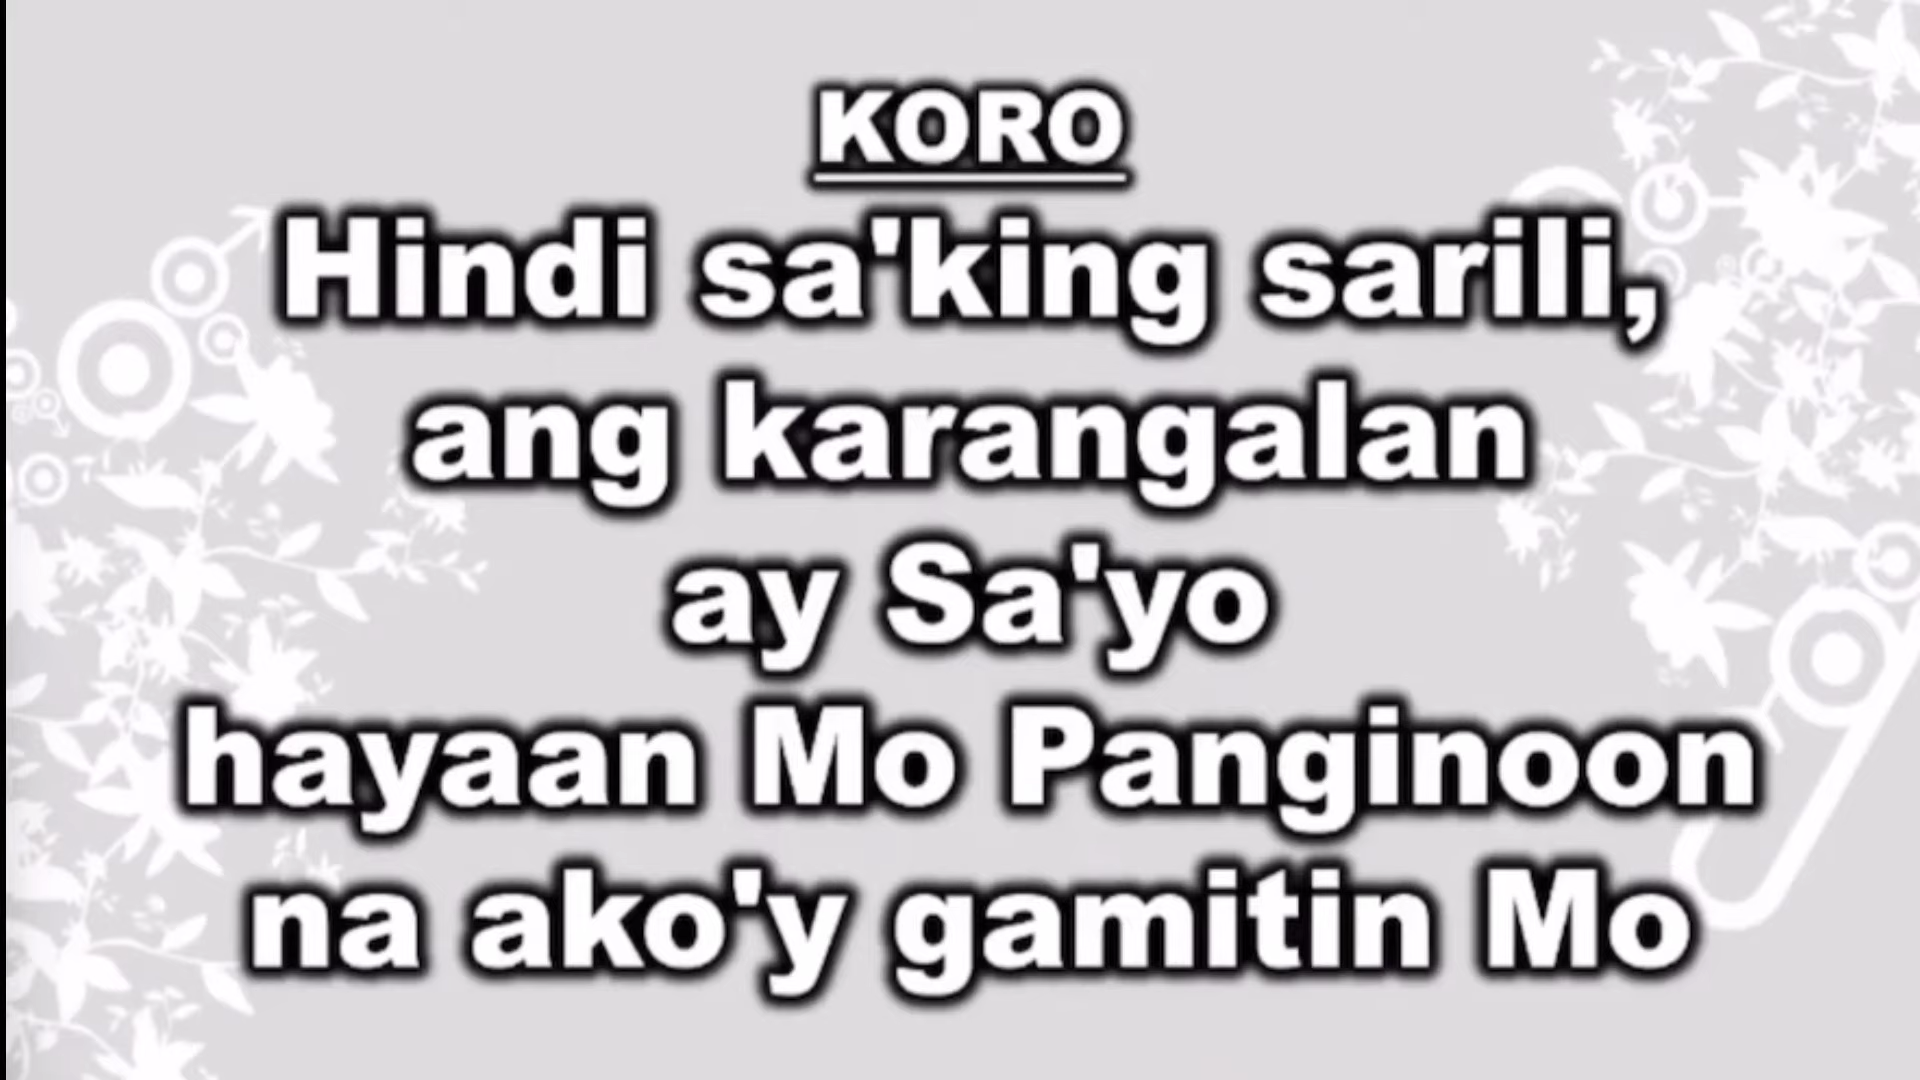 KORO
Hindi sa'king sarili,
ang karangalan
ay Sa'yo
hayaan Mo Panginoon
na ako'y gamitin Mo